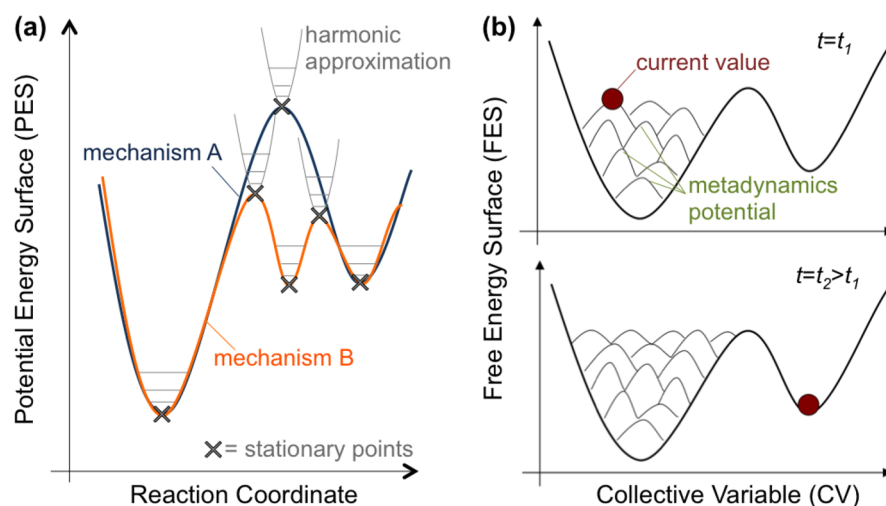 (a)
harmonic
approximation
mechanism A
mechanism B
= stationary points
Potential Energy Surface (PES)
Reaction Coordinate
(b)
t=t1
current value
metadynamics
potential
t=t2>t1
Free Energy Surface (FES)
Collective Variable (CV)